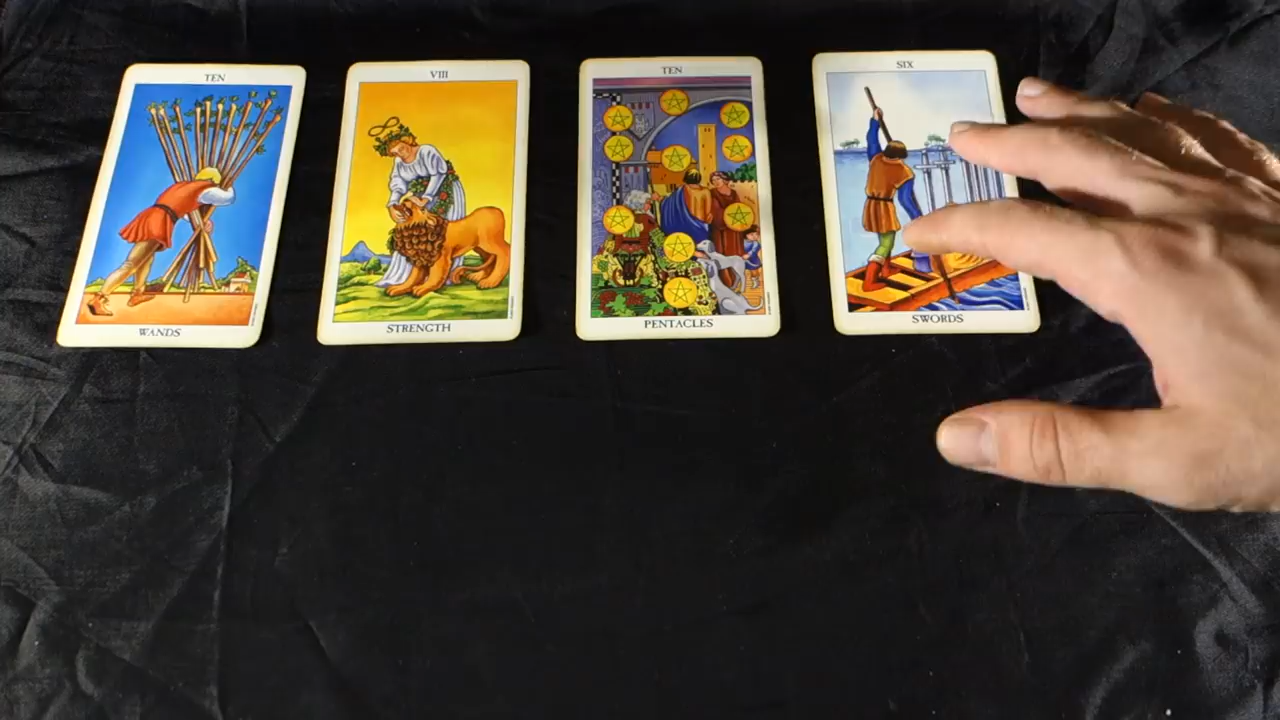 TEN
WANDS
VIII
STRENGTH
TEN
PENTACLES
SIX
SWORDS